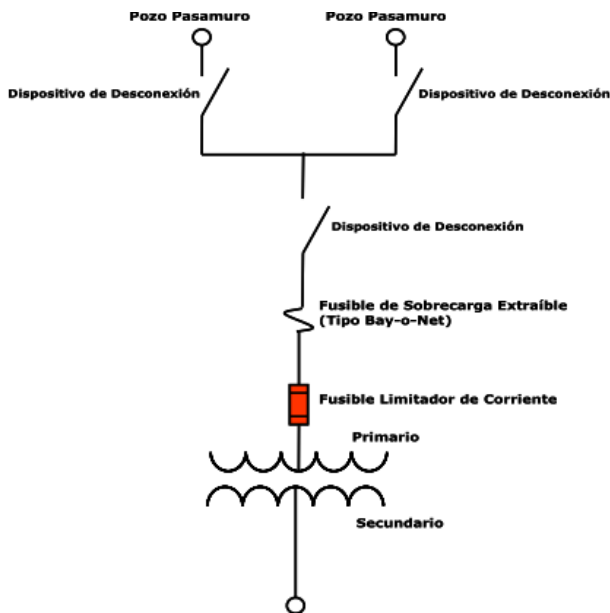 Pozo Pasamuro
Pozo Pasamuro
Dispositivo de Desconexión
Dispositivo de Desconexión
Dispositivo de Desconexión
Fusible de Sobrecarga Extraíble
(Tipo Bay-o-Net)
Fusible Limitador de Corriente
Primario
Secundario